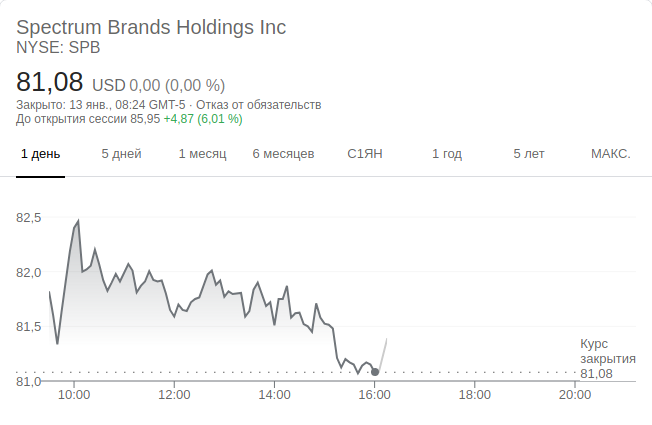 Spectrum Brands Holdings Inc
NYSE: SPB
81,08 USD 0,00 (0,00 %)
Закрыто: 13 янв., 08:24 GMT-5 · Отказ от обязательств
До открытия сессии 85,95 +4,87 (6,01 %)
1 день 5 дней 1 месяц 6 месяцев С1ЯН 1 год 5 лет МАКС.
82,5
82,0
81,5
Курс
закрытия
81,08
81,0
10:00 12:00 14:00 16:00 18:00 20:00